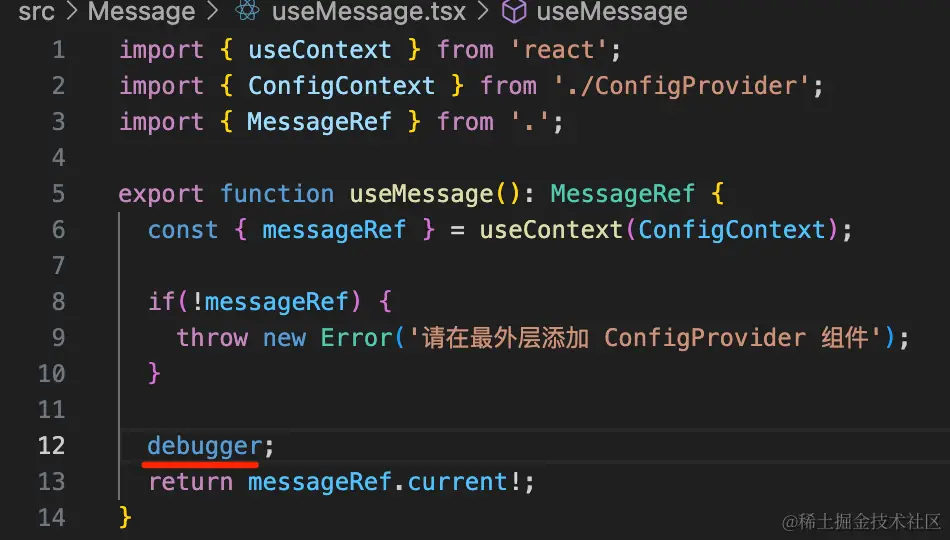 src > Message > useMessage.tsx > useMessage
1 import { useContext } from 'react';
2 import { ConfigContext } from './ConfigProvider';
3 import { MessageRef } from '.';
4
5 export function useMessage(): MessageRef {
6   const { messageRef } = useContext(ConfigContext);
7
8   if(!messageRef) {
9     throw new Error('请在最外层添加 ConfigProvider 组件');
10   }
11
12   debugger;
13   return messageRef.current!;
14 }
@稀土掘金技术社区